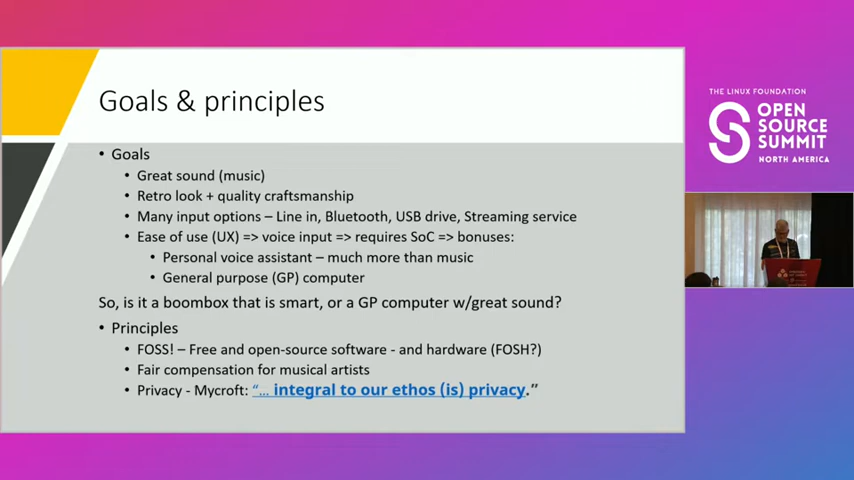 Goals & principles
• Goals
• Great sound (music)
• Retro look + quality craftsmanship
• Many input options – Line in, Bluetooth, USB drive, Streaming service
• Ease of use (UX) => voice input => requires SoC => bonuses:
• Personal voice assistant – much more than music
• General purpose (GP) computer
So, is it a boombox that is smart, or a GP computer w/great sound?
• Principles
• FOSS! – Free and open-source software - and hardware (FOSH?)
• Fair compensation for musical artists
• Privacy - Mycroft: “... integral to our ethos (is) privacy.”
THE LINUX FOUNDATION
OPEN
SOURCE
SUMMIT
NORTH AMERICA